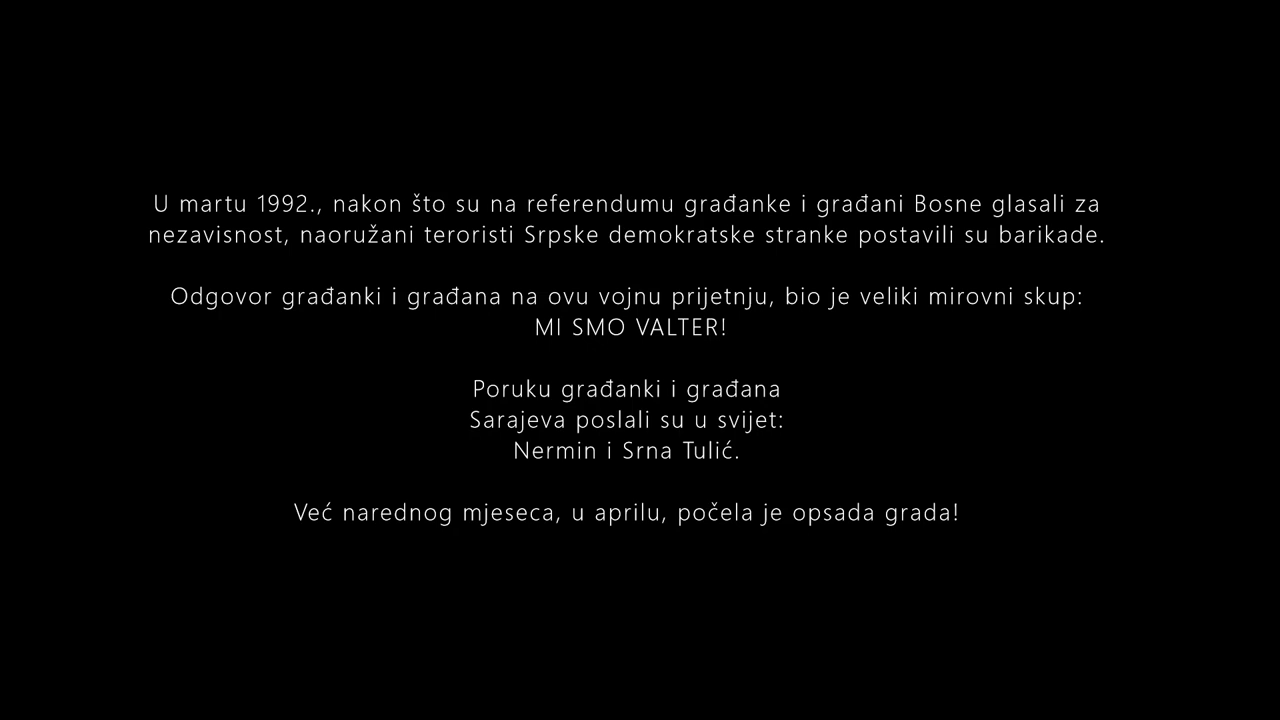 U martu 1992., nakon što su na referendumu građanke i građani Bosne glasali za
nezavisnost, naoružani teroristi Srpske demokratske stranke postavili su barikade.
Odgovor građanki i građana na ovu vojnu prijetnju, bio je veliki mirovni skup:
MI SMO VALTER!
Poruku građanki i građana
Sarajeva poslali su u svijet:
Nermin i Srna Tulić.
Već narednog mjeseca, u aprilu, počela je opsada grada!